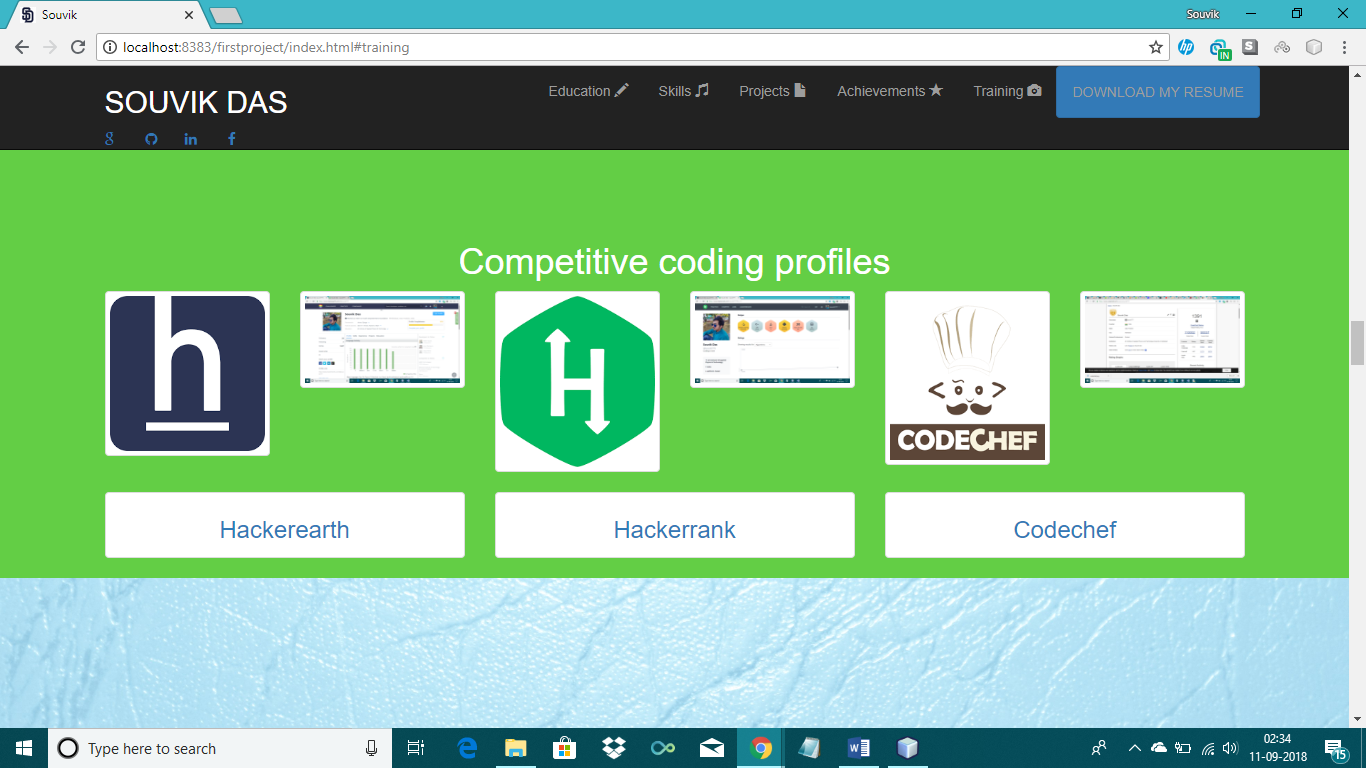 Souvik
Souvik
localhost:8383/firstproject/index.html#training
IN
SOUVIK DAS
Education
Skills
Projects
Achievements
Training
DOWNLOAD MY RESUME
Competitive coding profiles
h
H
CODECHEF
Hackerearth
Hackerrank
Codechef
Type here to search
02:34
11-09-2018
15